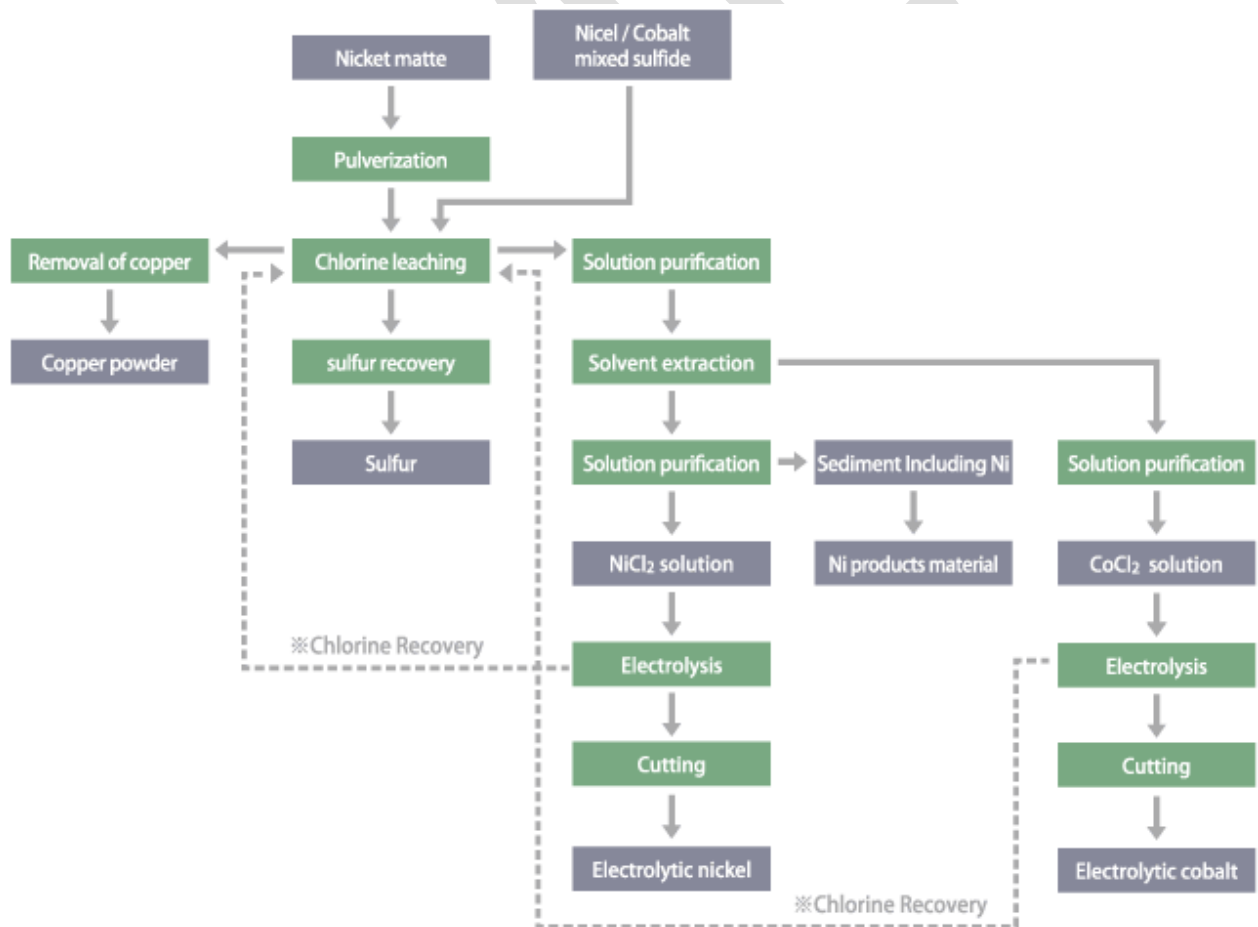 Nicket matte
Nicel / Cobalt
mixed sulfide
Pulverization
Removal of copper
Chlorine leaching
Solution purification
Copper powder
sulfur recovery
Solvent extraction
Sulfur
Solution purification
Sediment Including Ni
Solution purification
NiCl₂ solution
Ni products material
CoCl₂ solution
※Chlorine Recovery
Electrolysis
Electrolysis
Cutting
Cutting
Electrolytic nickel
Electrolytic cobalt
※Chlorine Recovery